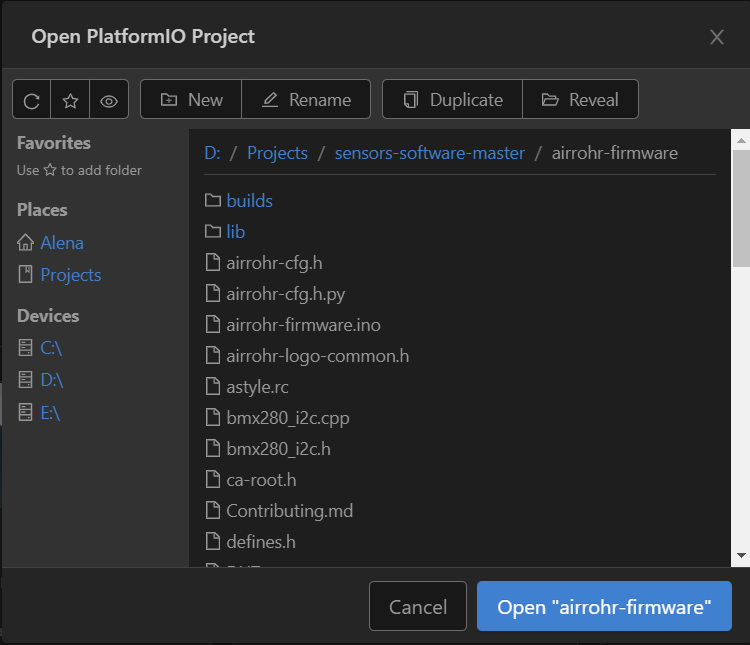 Open PlatformIO Project
New Rename Duplicate Reveal
Favorites
Use ☆ to add folder
Places
Alena
Projects
Devices
C:\
D:\
E:\
D: / Projects / sensors-software-master / airrohr-firmware
builds
lib
airrohr-cfg.h
airrohr-cfg.h.py
airrohr-firmware.ino
airrohr-logo-common.h
astyle.rc
bmx280_i2c.cpp
bmx280_i2c.h
ca-root.h
Contributing.md
defines.h
Cancel Open "airrohr-firmware"